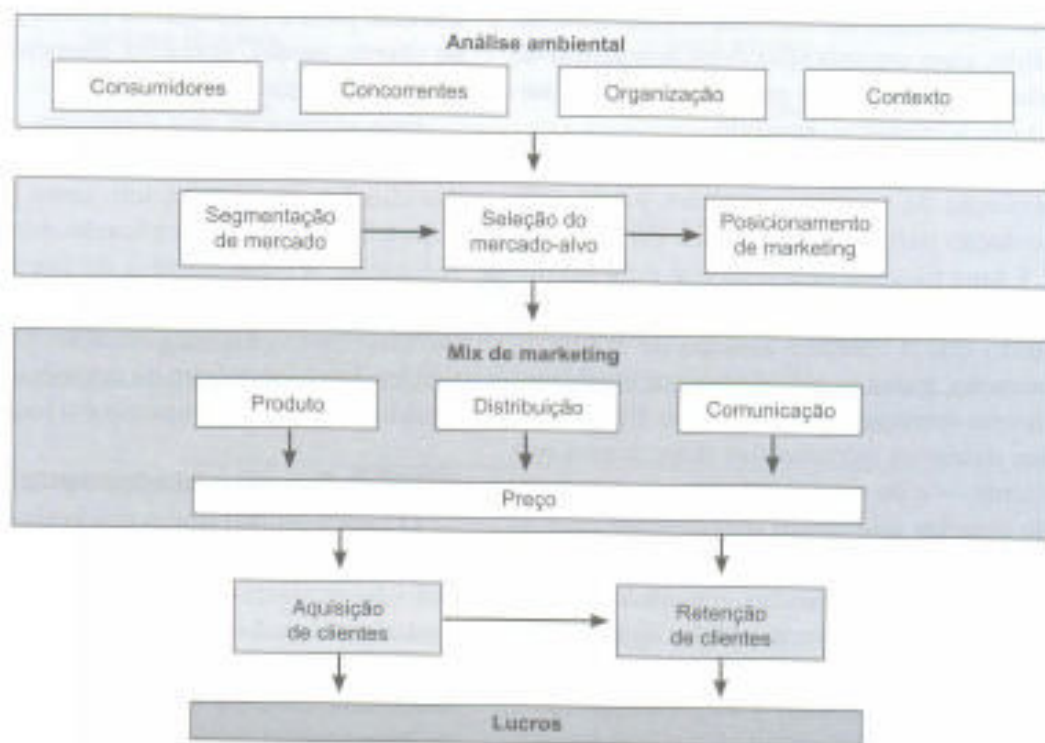 Análise ambiental
Consumidores
Concorrentes
Organização
Contexto
Segmentação
de mercado
Seleção do
mercado-alvo
Posicionamento
de marketing
Mix de marketing
Produto
Distribuição
Comunicação
Preço
Aquisição
de clientes
Retenção
de clientes
Lucros